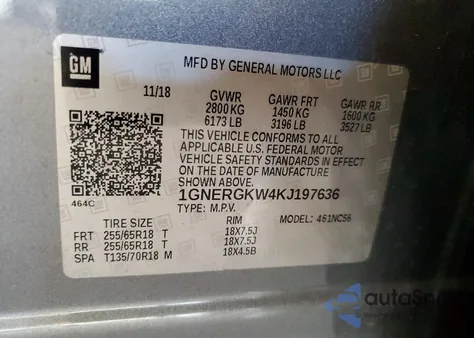 GM
MFD BY GENERAL MOTORS LLC
11/18
GVWR GAWR FRT GAWR RR
2800 KG 1450 KG 1600 KG
6173 LB 3196 LB 3527 LB
THIS VEHICLE CONFORMS TO ALL
APPLICABLE U.S. FEDERAL MOTOR
VEHICLE SAFETY STANDARDS IN EFFECT
ON THE DATE OF MANUFACTURE
SHOWN ABOVE.
1GNERGKW4KJ197636
TYPE: M.P.V. MODEL: 461NC56
464C
TIRE SIZE RIM
FRT 255/65R18 T 18X7.5J
RR 255/65R18 T 18X7.5J
SPA T135/70R18 M 18X4.5B